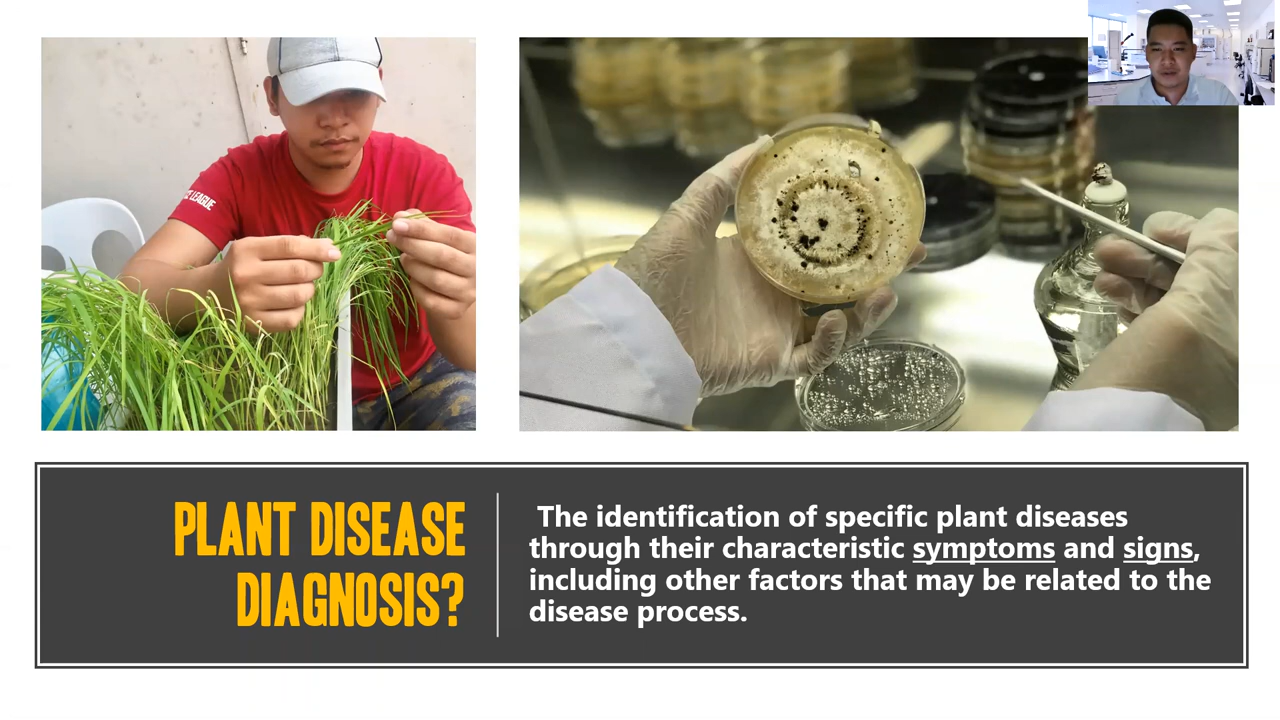 LEAGUE
PLANT DISEASE
DIAGNOSIS?
The identification of specific plant diseases
through their characteristic symptoms and signs,
including other factors that may be related to the
disease process.